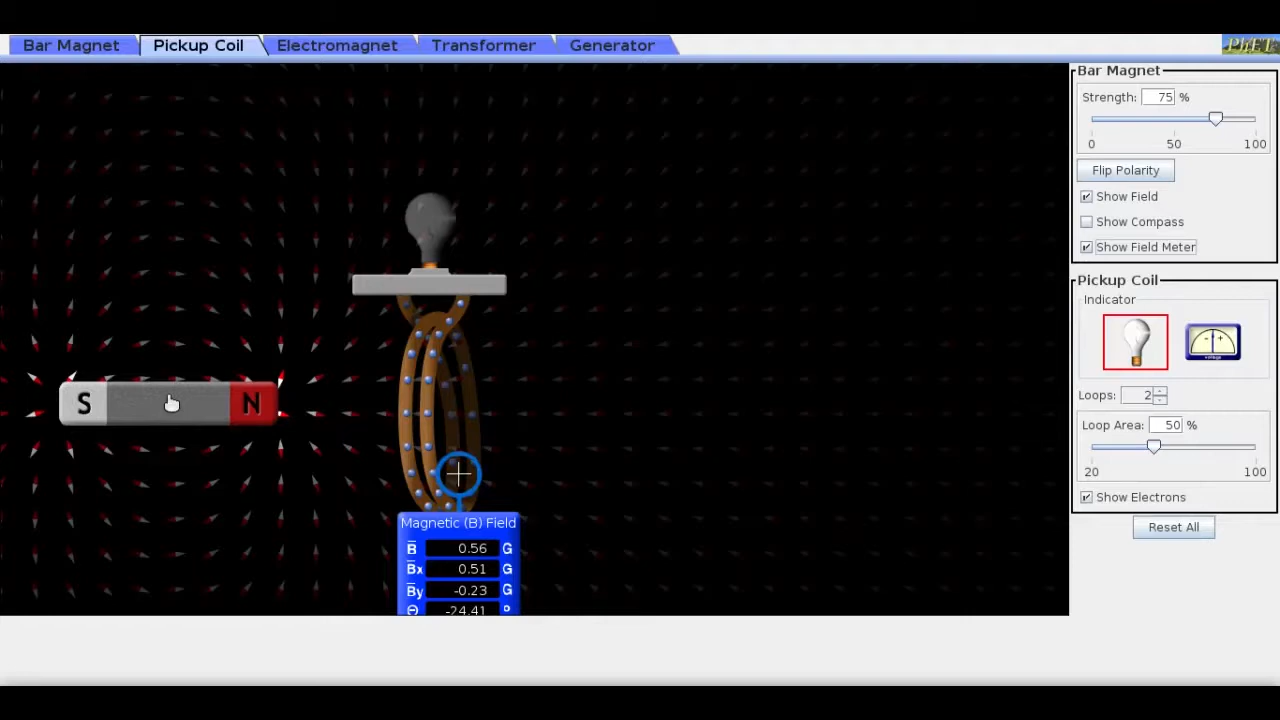 Bar Magnet
Pickup Coil
Electromagnet
Transformer
Generator
PhET
Bar Magnet
Strength: 75 %
0 50 100
Flip Polarity
Show Field
Show Compass
Show Field Meter
Pickup Coil
Indicator
- +
voltage
Loops: 2
Loop Area: 50 %
20 100
Show Electrons
Reset All
S N
Magnetic (B) Field
B 0.56 G
Bx 0.51 G
By -0.23 G
Θ -24.41 º